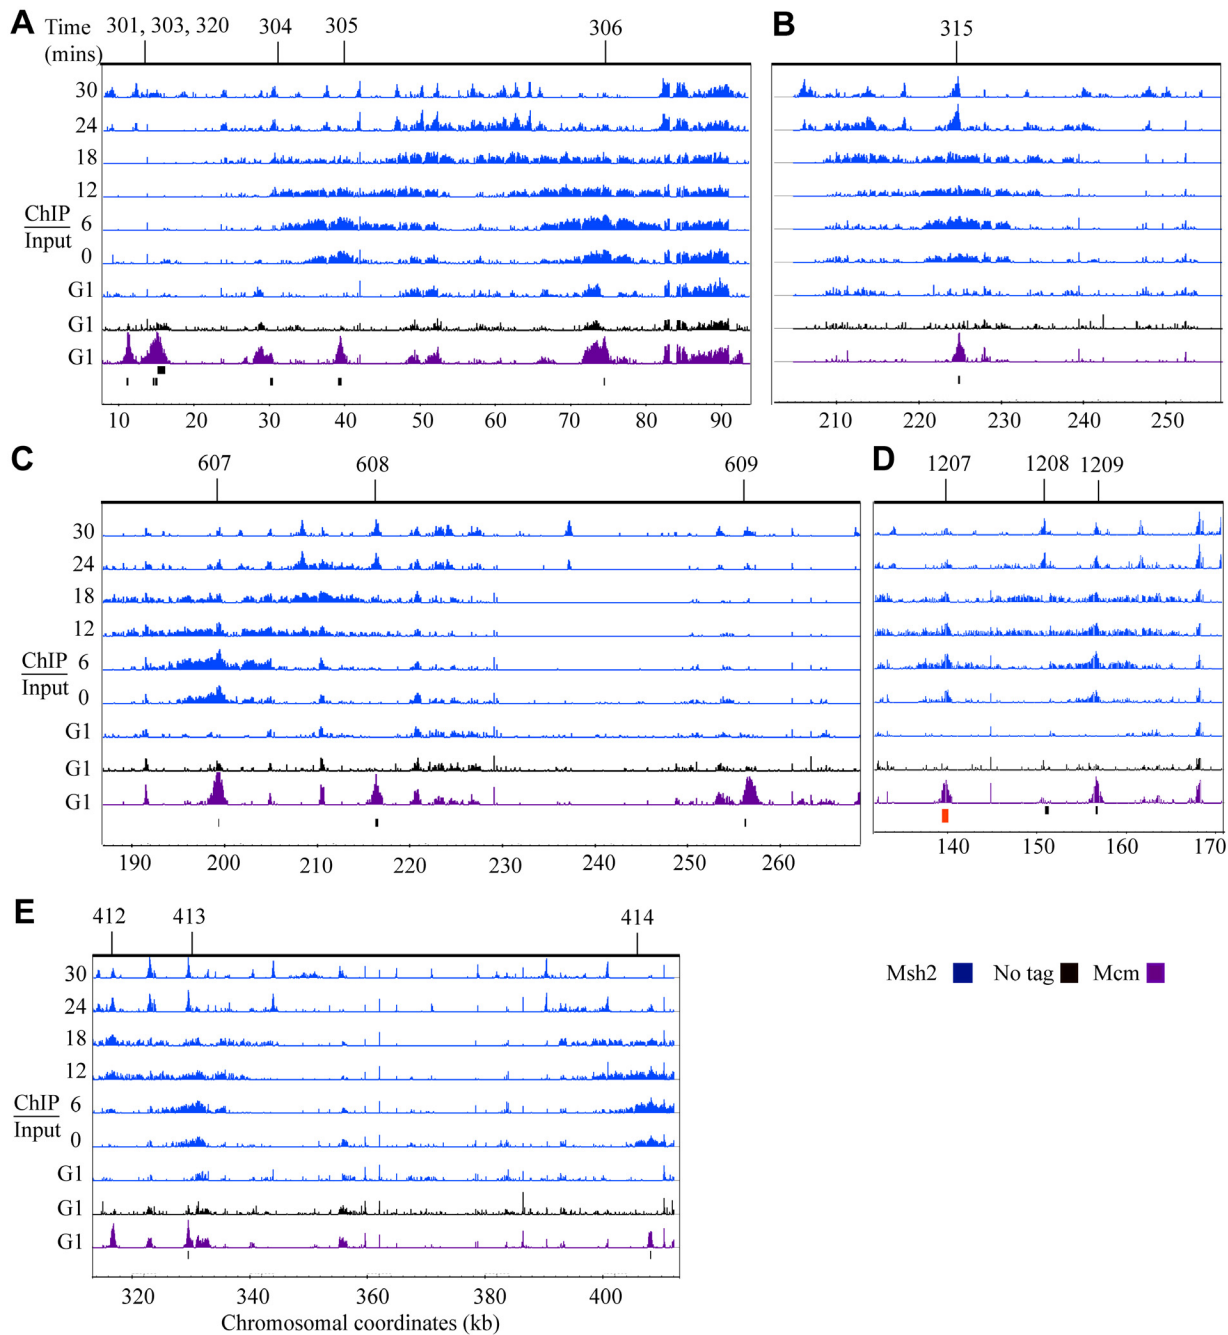 A Time 301, 303, 320 304 305 306
(mins)
30
24
18
12
ChIP 6
Input
0
G1
G1
G1
10 20 30 40 50 60 70 80 90
B 315
210 220 230 240 250
C 607 608 609
30
24
18
12
ChIP 6
Input 0
G1
G1
G1
190 200 210 220 230 240 250 260
D 1207 1208 1209
140 150 160 170
E
412 413 414
30
24
18
12
ChIP 6
Input 0
G1
G1
G1
320 340 360 380 400
Chromosomal coordinates (kb)
Msh2 No tag Mcm